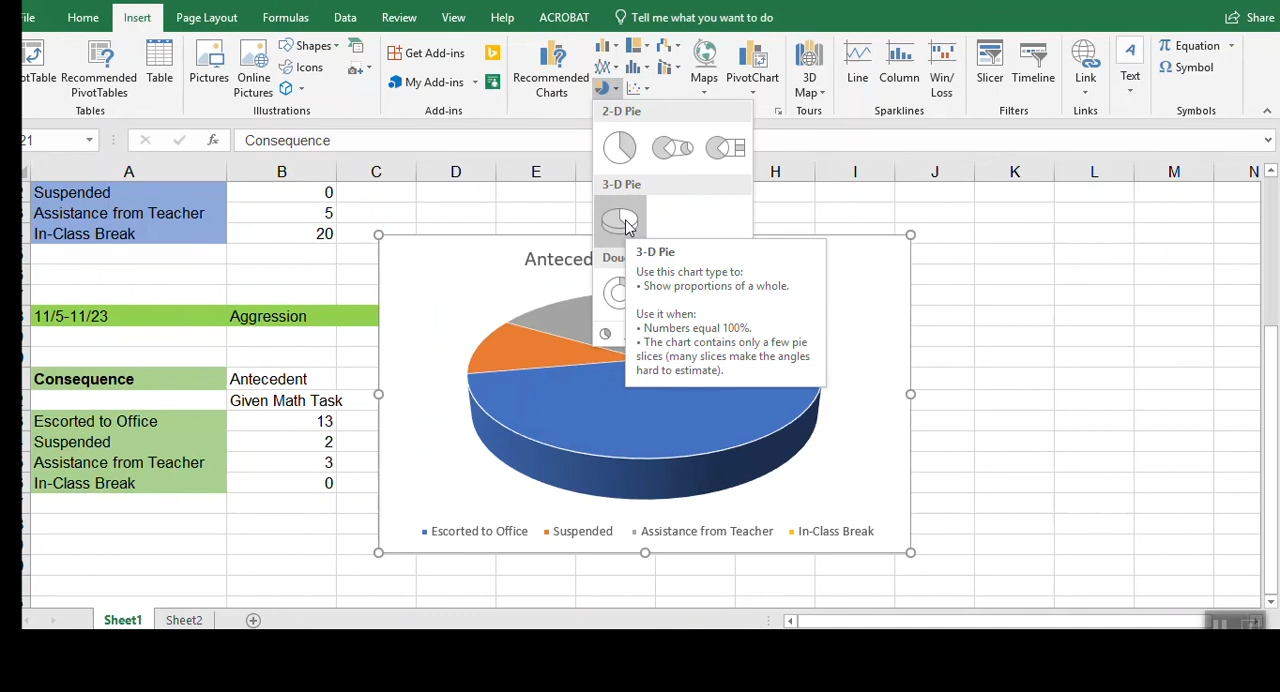 ile Home Insert Page Layout Formulas Data Review View Help ACROBAT Tell me what you want to do Share
otTable Recommended PivotTables Table
Pictures Online Pictures Shapes Icons
Get Add-ins
My Add-ins
Recommended Charts
Maps PivotChart
3D Map
Line Column Win/Loss
Slicer Timeline
Link
Text
Equation
Symbol
Tables Illustrations Add-ins Tours Sparklines Filters Links Symbols
21 fx Consequence
A B C D E H I J K L M N
Suspended 0
Assistance from Teacher 5
In-Class Break 20
11/5-11/23 Aggression
Consequence Antecedent
Given Math Task
Escorted to Office 13
Suspended 2
Assistance from Teacher 3
In-Class Break 0
2-D Pie
3-D Pie
Dou
3-D Pie
Use this chart type to:
• Show proportions of a whole.
Use it when:
• Numbers equal 100%.
• The chart contains only a few pie
slices (many slices make the angles
hard to estimate).
Anteced
Escorted to Office Suspended Assistance from Teacher In-Class Break
Sheet1 Sheet2